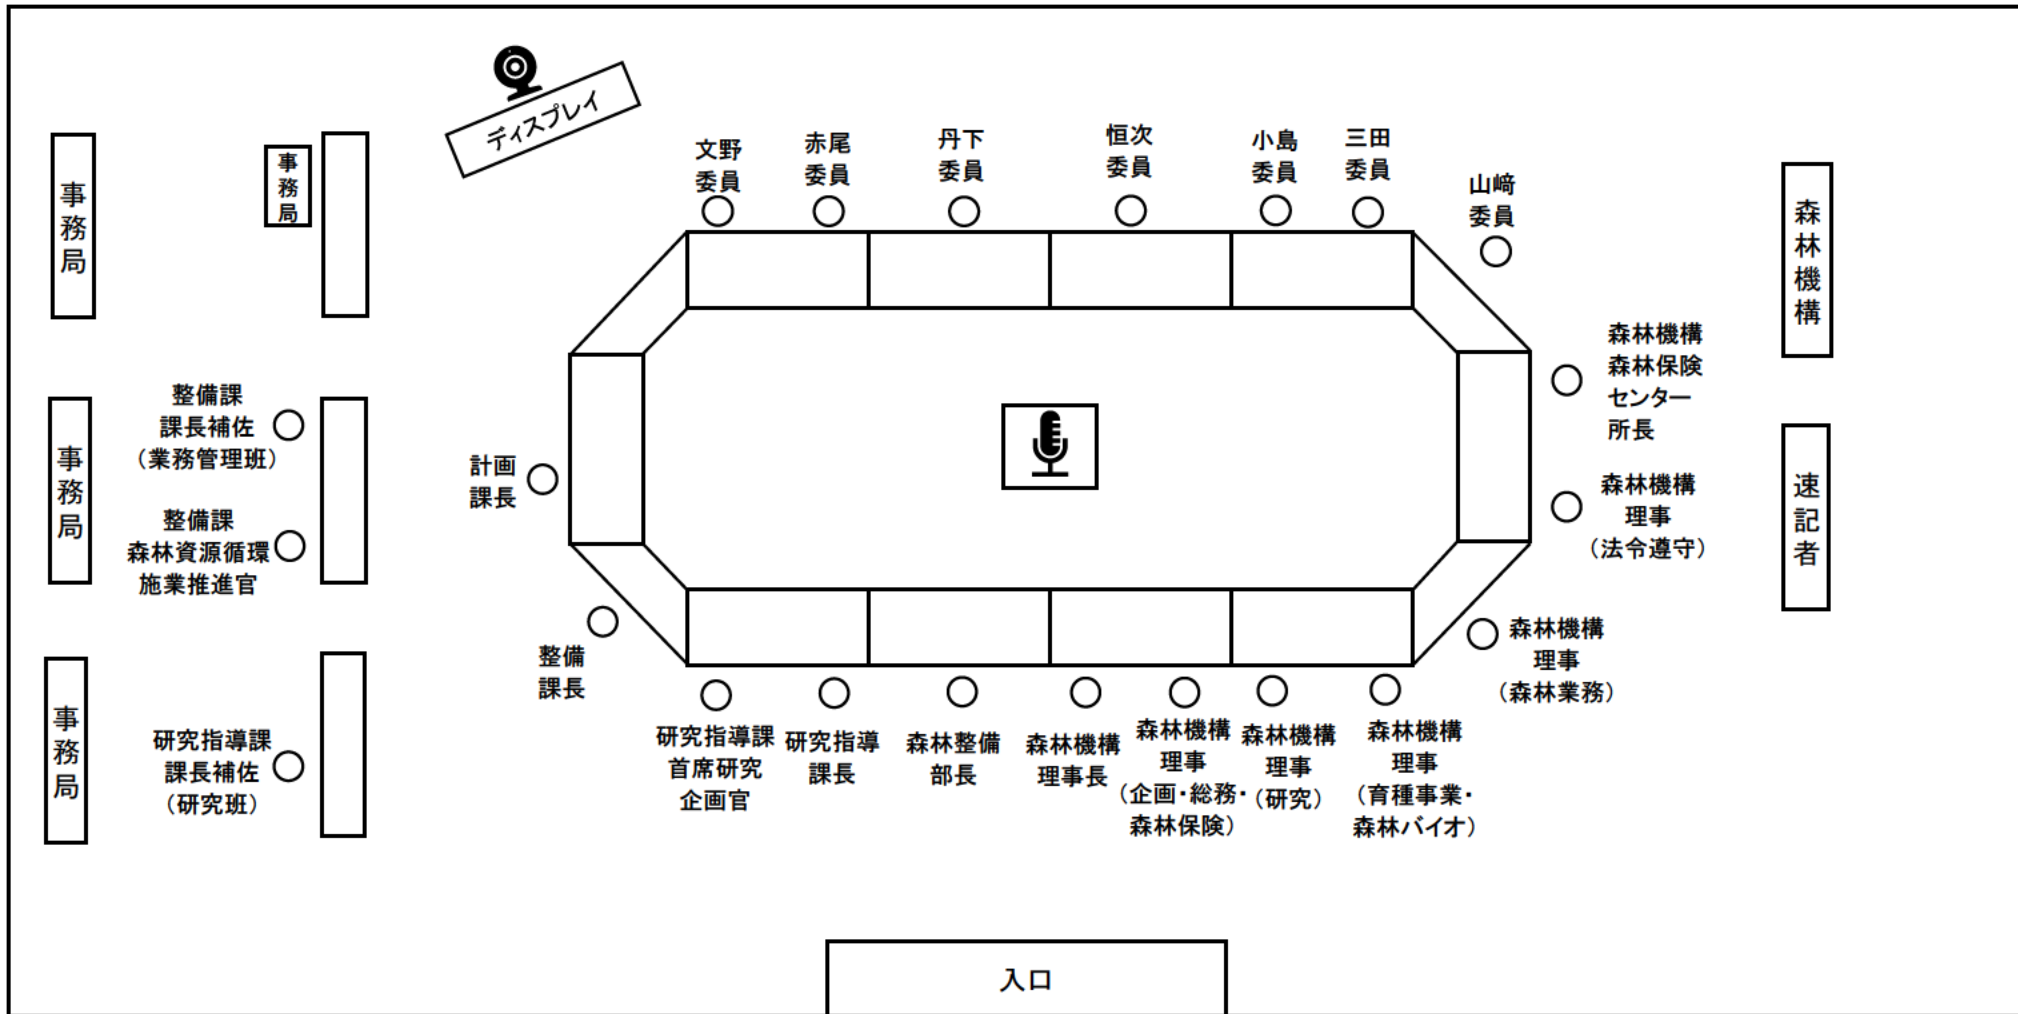 ディスプレイ
事務局
事務局
文野
委員
赤尾
委員
丹下
委員
恒次
委員
小島
委員
三田
委員
山﨑
委員
森林機構
森林機構
森林保険
センター
所長
整備課
課長補佐
（業務管理班）
事務局
計画
課長
速記者
森林機構
理事
（法令遵守）
整備課
森林資源循環
施業推進官
整備
課長
森林機構
理事
（森林業務）
事務局
研究指導課
課長補佐
（研究班）
研究指導課
首席研究
企画官
研究指導
課長
森林整備
部長
森林機構
理事長
森林機構
理事
（企画・総務・
森林保険）
森林機構
理事
（研究）
森林機構
理事
（育種事業・
森林バイオ）
入口